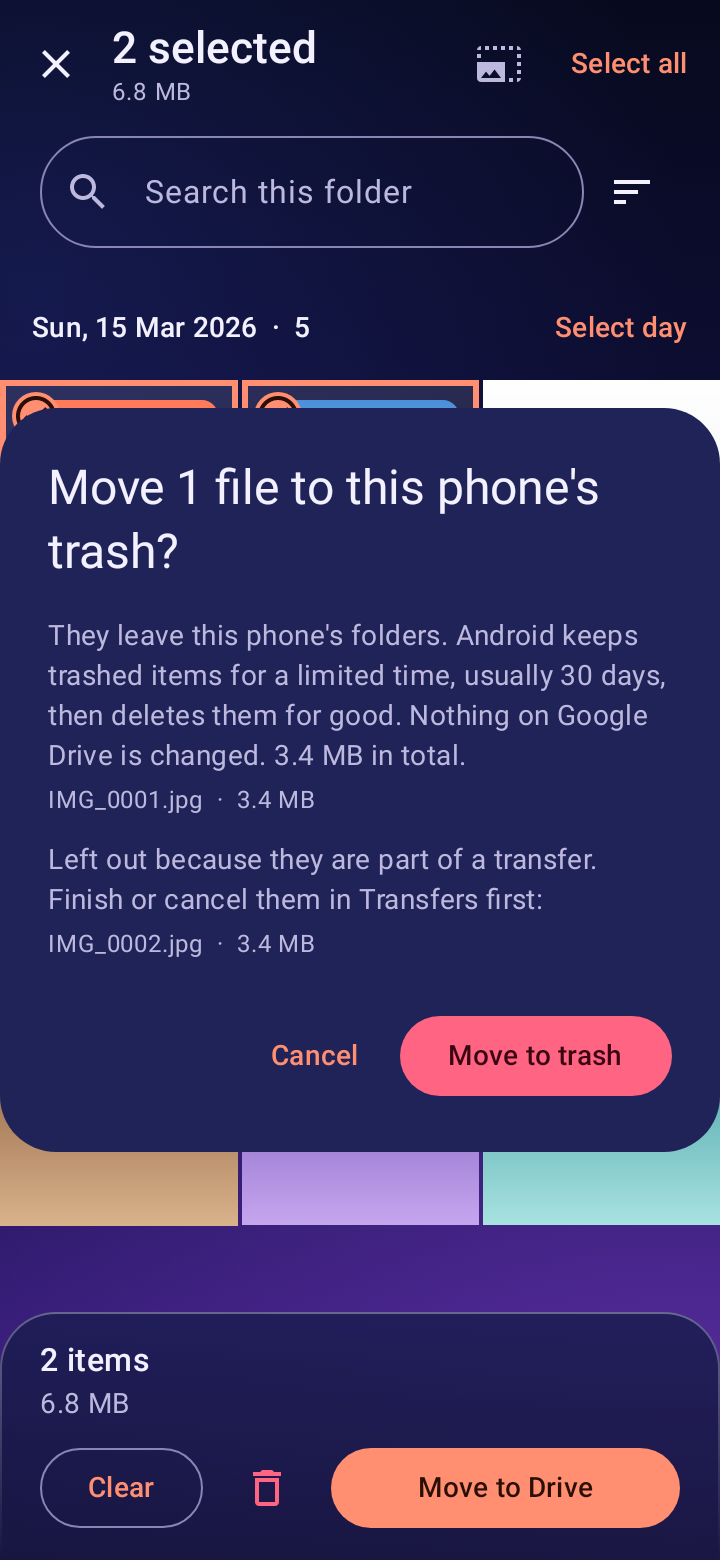 2 selected
6.8 MB
Select all
Search this folder
Sun, 15 Mar 2026 · 5
Select day
Move 1 file to this phone's
trash?
They leave this phone's folders. Android keeps
trashed items for a limited time, usually 30 days,
then deletes them for good. Nothing on Google
Drive is changed. 3.4 MB in total.
IMG_0001.jpg · 3.4 MB
Left out because they are part of a transfer.
Finish or cancel them in Transfers first:
IMG_0002.jpg · 3.4 MB
Cancel
Move to trash
2 items
6.8 MB
Clear
Move to Drive